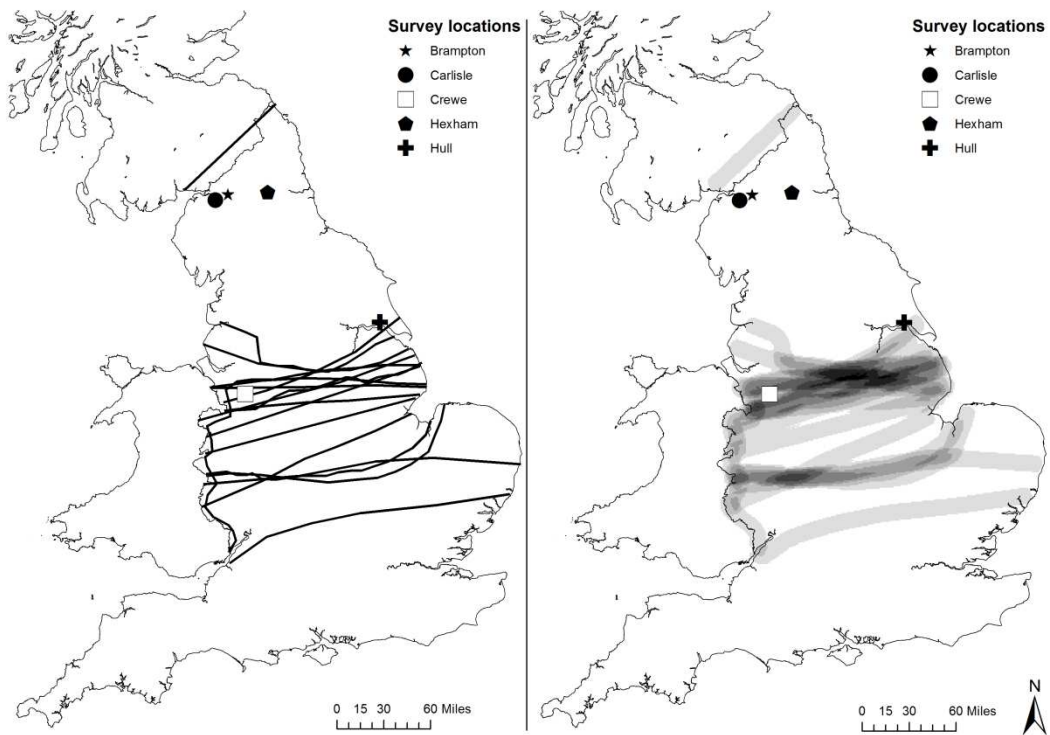 Survey locations
Brampton
Carlisle
Crewe
Hexham
Hull
0 15 30 60 Miles
Survey locations
Brampton
Carlisle
Crewe
Hexham
Hull
N
0 15 30 60 Miles